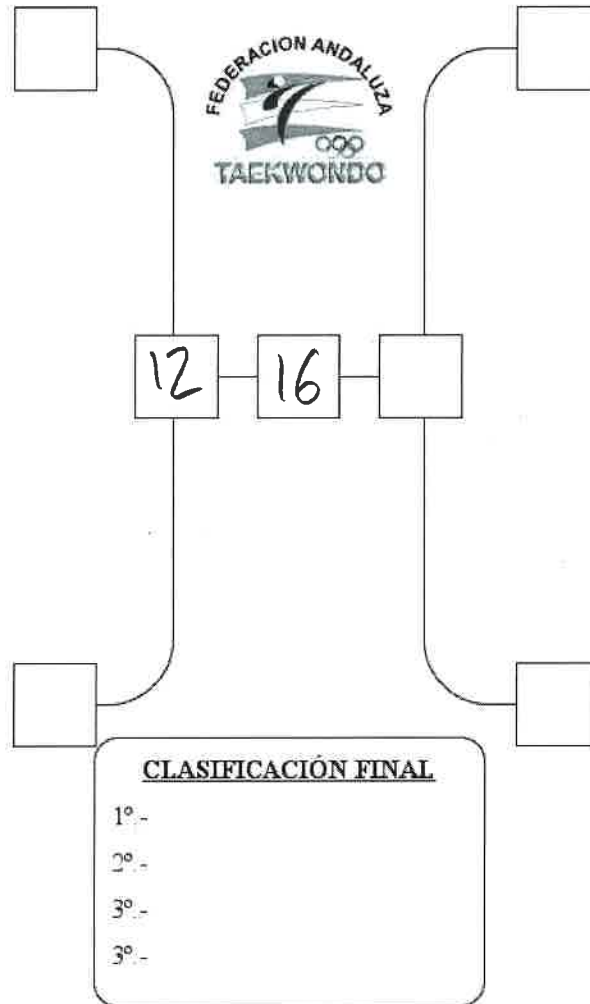 FEDERACION ANDALUZA
TAEKWONDO
12 16
CLASIFICACIÓN FINAL
1º.-
2º.-
3º.-
3º.-